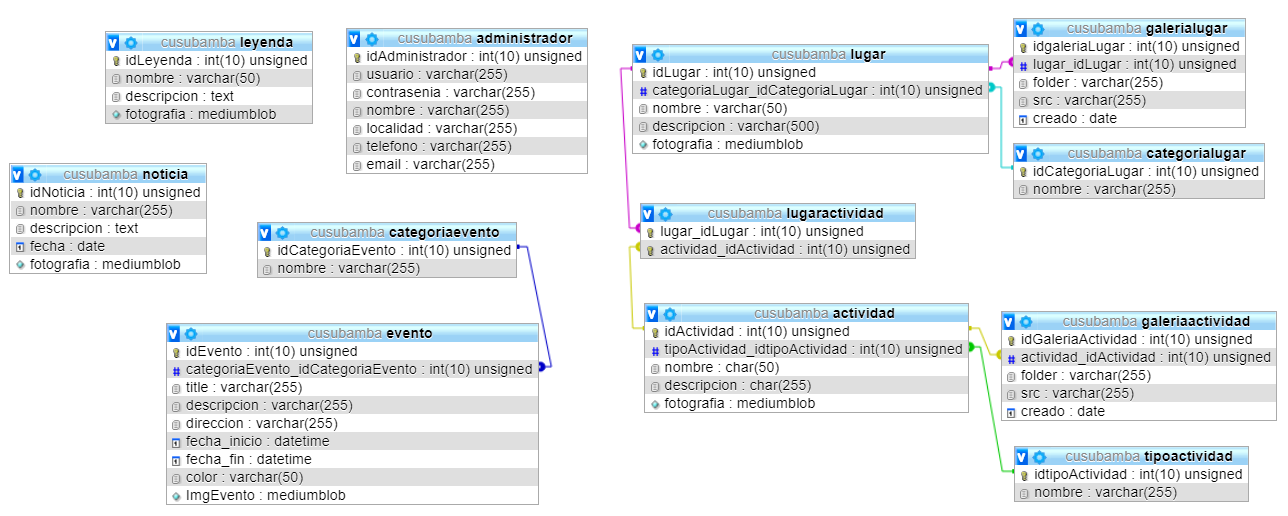 cusubamba leyenda
idLeyenda : int(10) unsigned
nombre : varchar(50)
descripcion : text
fotografia : mediumblob
cusubamba administrador
idAdministrador : int(10) unsigned
usuario : varchar(255)
contrasenia : varchar(255)
nombre : varchar(255)
localidad : varchar(255)
telefono : varchar(255)
email : varchar(255)
cusubamba lugar
idLugar : int(10) unsigned
categoriaLugar_idCategoriaLugar : int(10) unsigned
nombre : varchar(50)
descripcion : varchar(500)
fotografia : mediumblob
cusubamba galerialugar
idgaleriaLugar : int(10) unsigned
lugar_idLugar : int(10) unsigned
folder : varchar(255)
src : varchar(255)
creado : date
cusubamba categorialugar
idCategoriaLugar : int(10) unsigned
nombre : varchar(255)
cusubamba noticia
idNoticia : int(10) unsigned
nombre : varchar(255)
descripcion : text
fecha : date
fotografia : mediumblob
cusubamba categoriaevento
idCategoriaEvento : int(10) unsigned
nombre : varchar(255)
cusubamba lugaractividad
lugar_idLugar : int(10) unsigned
actividad_idActividad : int(10) unsigned
cusubamba evento
idEvento : int(10) unsigned
categoriaEvento_idCategoriaEvento : int(10) unsigned
title : varchar(255)
descripcion : varchar(255)
direccion : varchar(255)
fecha_inicio : datetime
fecha_fin : datetime
color : varchar(50)
ImgEvento : mediumblob
cusubamba actividad
idActividad : int(10) unsigned
tipoActividad_idtipoActividad : int(10) unsigned
nombre : char(50)
descripcion : char(255)
fotografia : mediumblob
cusubamba galeriaactividad
idGaleriaActividad : int(10) unsigned
actividad_idActividad : int(10) unsigned
folder : varchar(255)
src : varchar(255)
creado : date
cusubamba tipoactividad
idtipoActividad : int(10) unsigned
nombre : varchar(255)